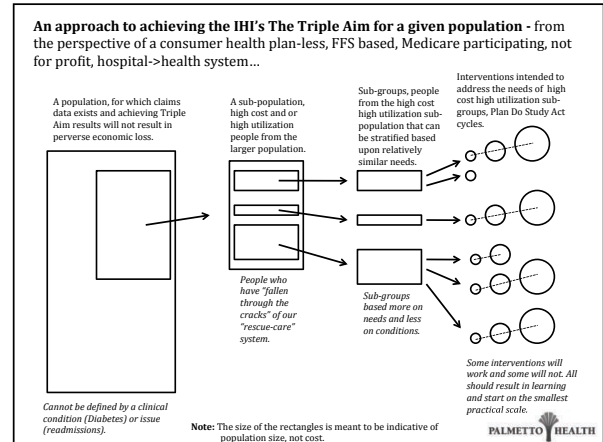 An approach to achieving the IHI's The Triple Aim for a given population - from
the perspective of a consumer health plan-less, FFS based, Medicare participating, not
for profit, hospital->health system…
A population, for which claims
data exists and achieving Triple
Aim results will not result in
perverse economic loss.
A sub-population,
high cost and or
high utilization
people from the
larger population.
Sub-groups, people
from the high cost
high utilization sub-
population that can
be stratified based
upon relatively
similar needs.
Interventions intended to
address the needs of high
cost high utilization sub-
groups, Plan Do Study Act
cycles.
People who
have "fallen
through the
cracks" of our
"rescue-care"
system.
Sub-groups
based more on
needs and less
on conditions.
Some interventions will
work and some will not. All
should result in learning
and start on the smallest
practical scale.
Cannot be defined by a clinical
condition (Diabetes) or issue
(readmissions).
Note: The size of the rectangles is meant to be indicative of
population size, not cost.
PALMETTO HEALTH